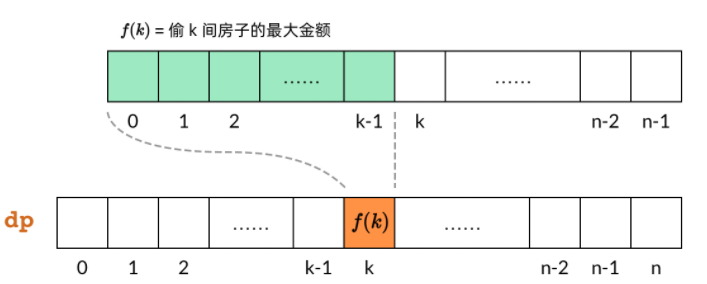 f(k) = 偷 k 间房子的最大金额
...... ......
0 1 2 k-1 k n-2 n-1
dp ...... f(k) ......
0 1 2 k-1 k n-2 n-1 n